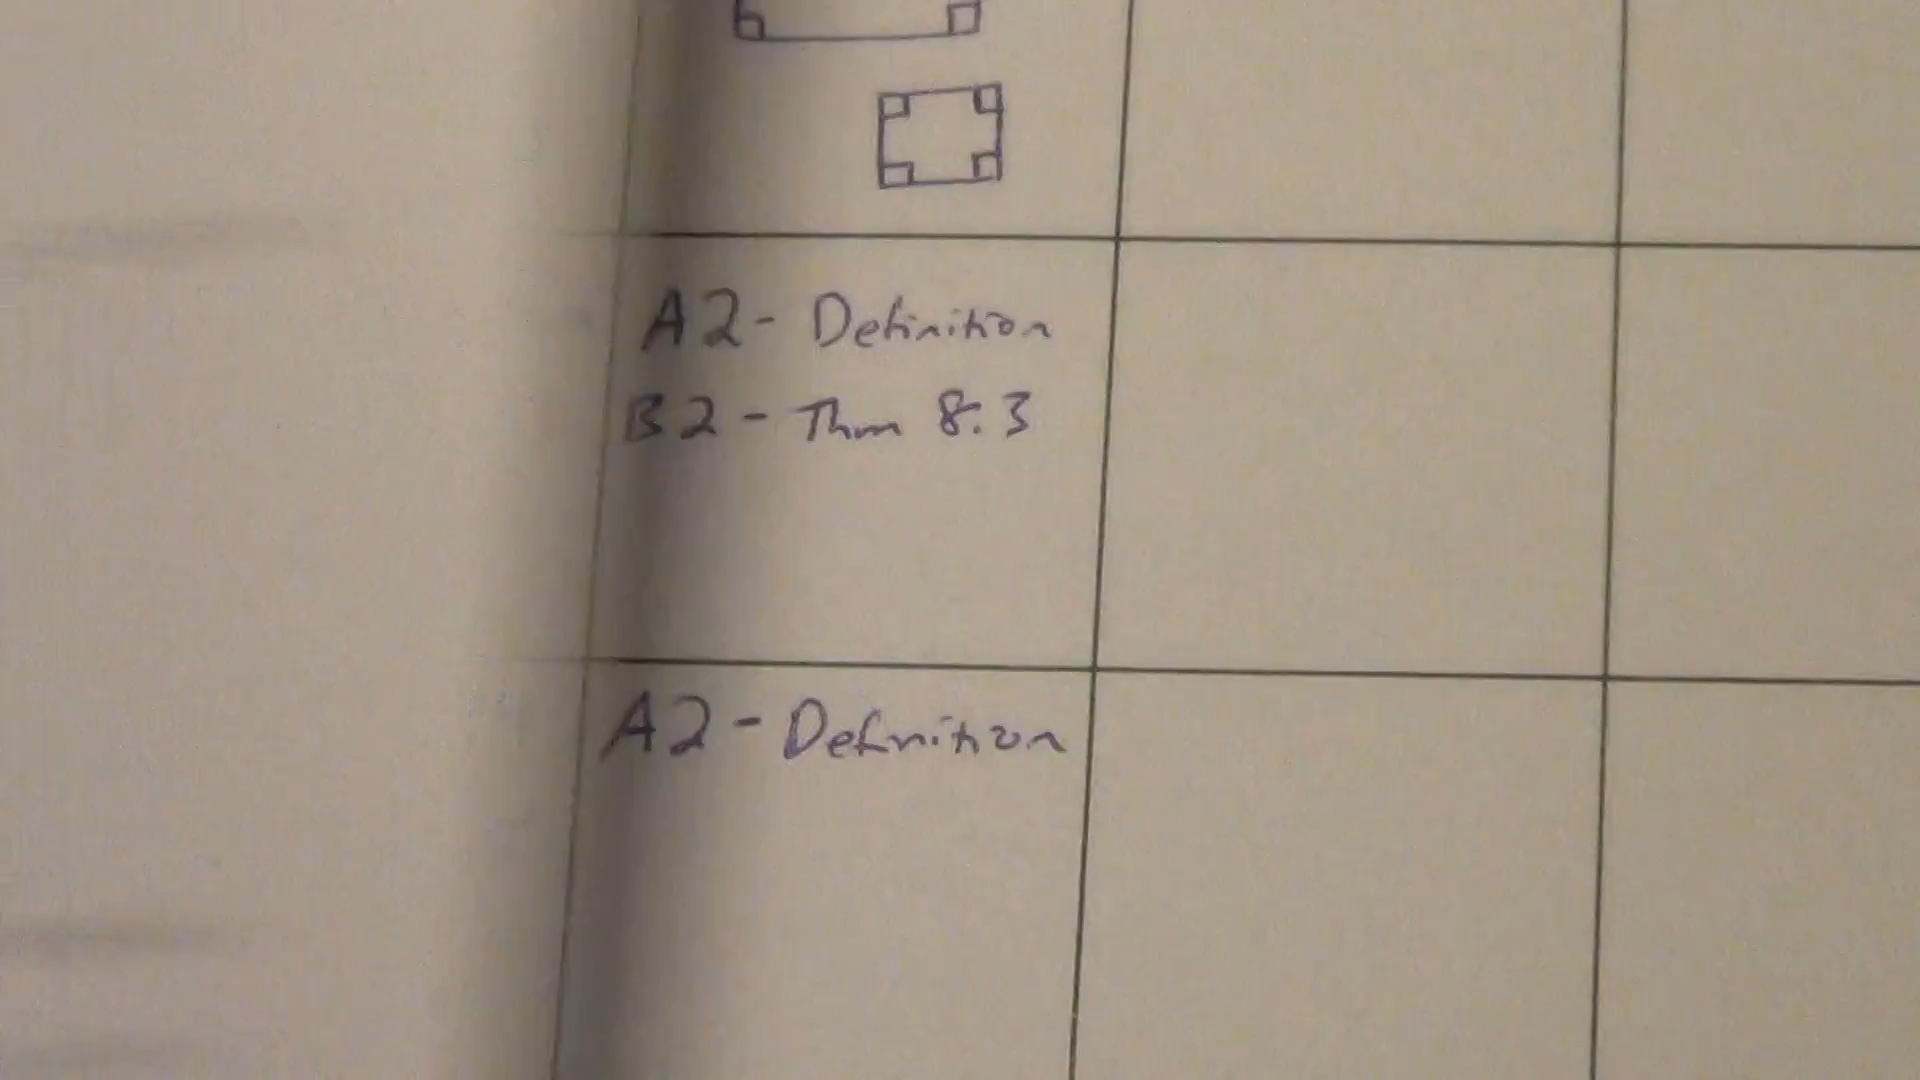 A2 - Definition
B2 - Thm 8.3
A2 - Definition